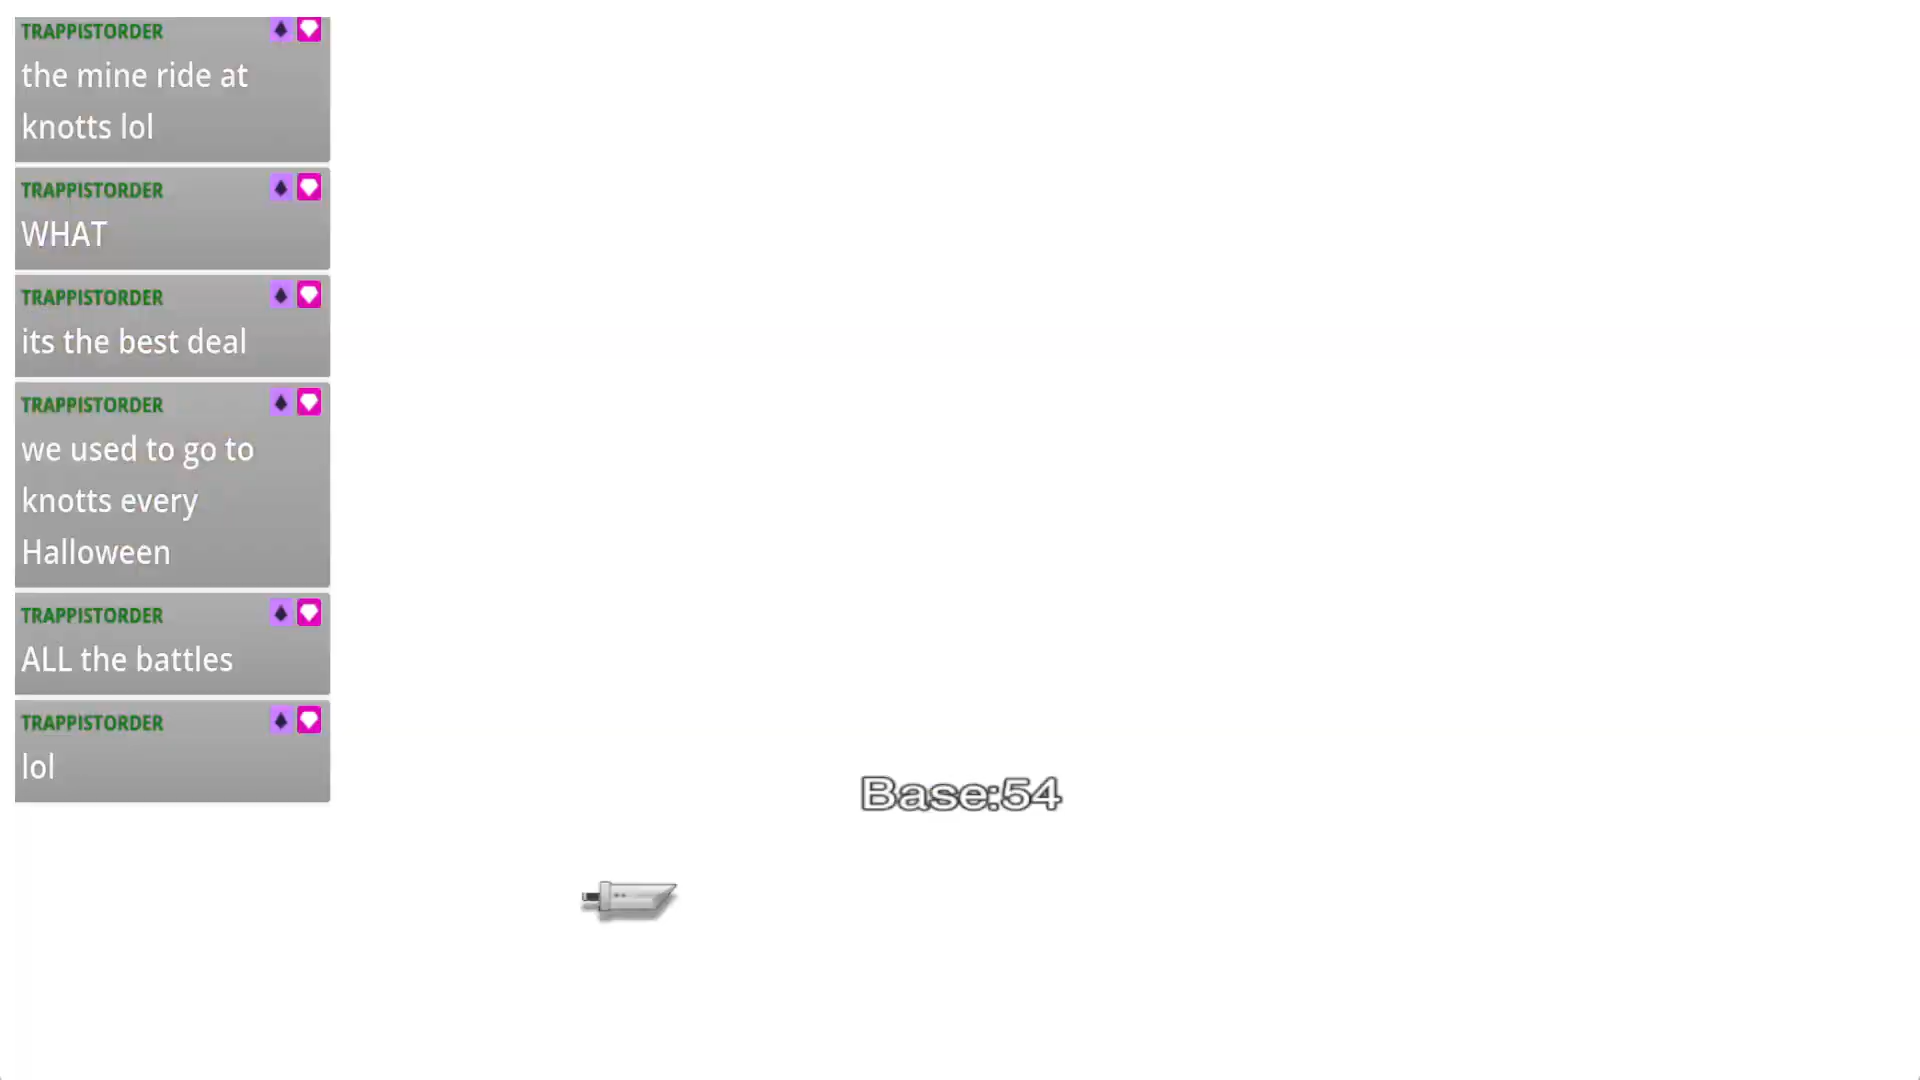 TRAPPISTORDER
the mine ride at
knotts lol
TRAPPISTORDER
WHAT
TRAPPISTORDER
its the best deal
TRAPPISTORDER
we used to go to
knotts every
Halloween
TRAPPISTORDER
ALL the battles
TRAPPISTORDER
lol
Base:54